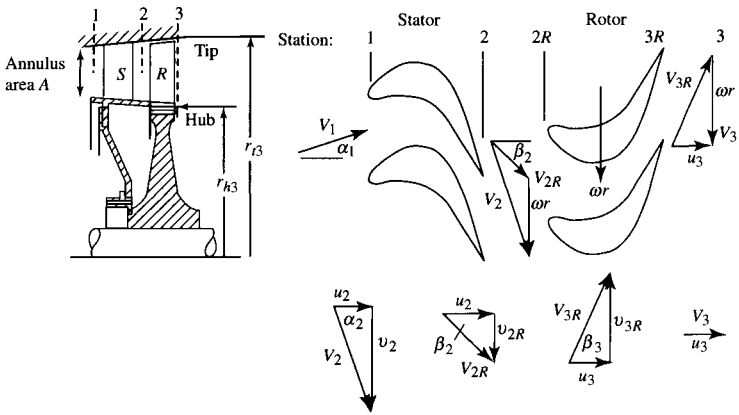 1 2 3
Tip
Annulus
area A
S R
Hub
r_t3
r_h3
Stator Rotor
Station: 1 2 2R 3R 3
V_1
α_1
β_2
V_2R
V_2
ωr
ωr
V_3R
ωr
V_3
u_3
u_2
α_2
V_2
υ_2
u_2
β_2
υ_2R
V_2R
V_3R
υ_3R
β_3
u_3
V_3
u_3